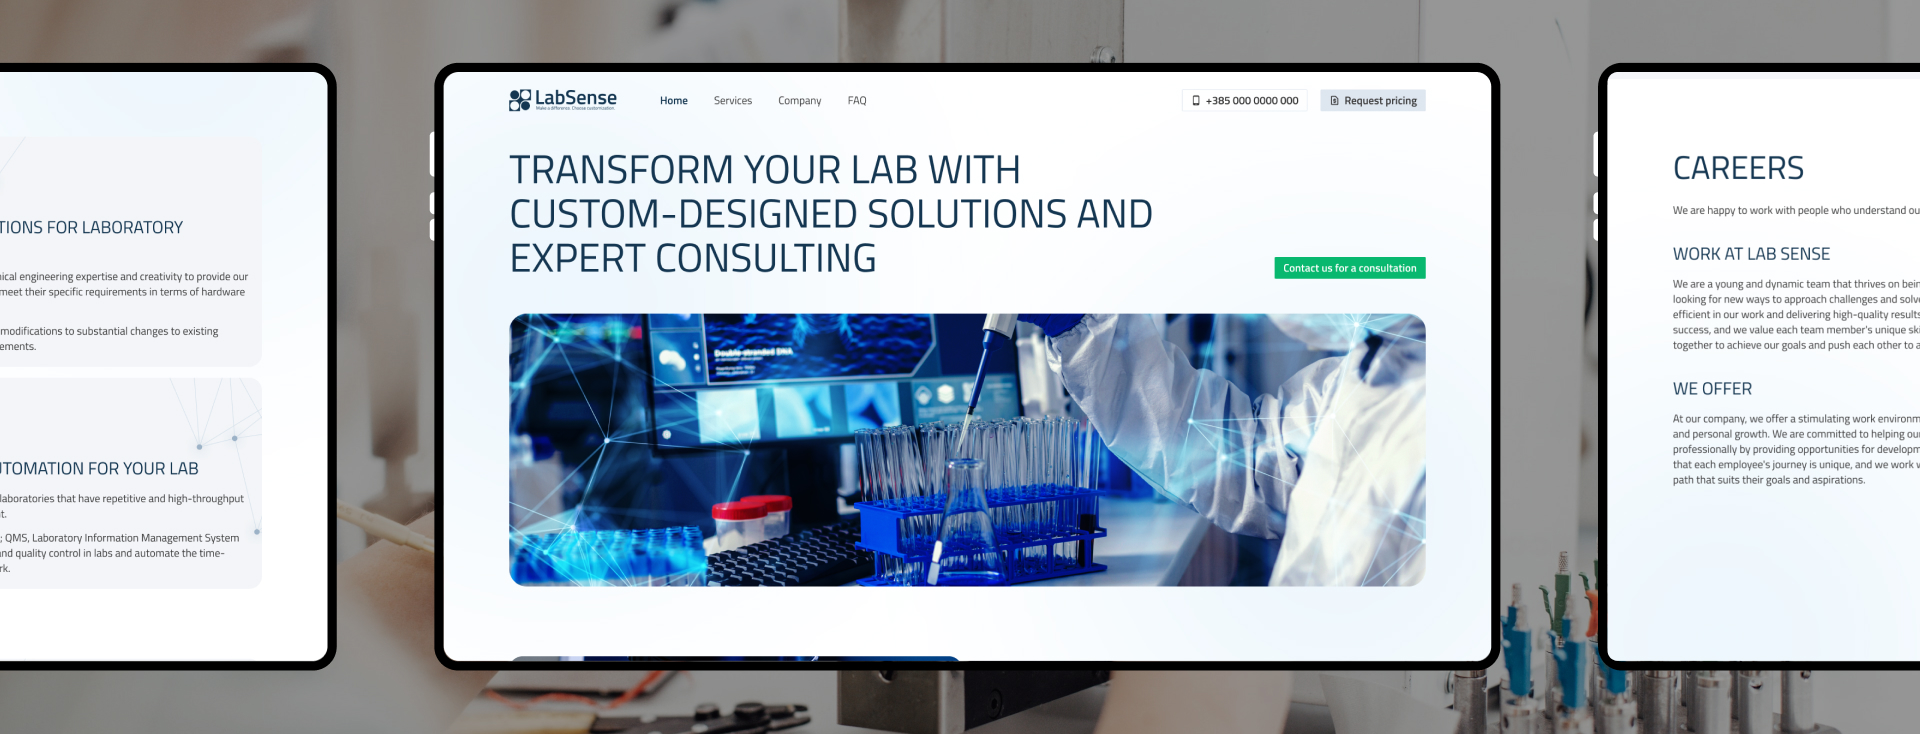 TIONS FOR LABORATORY
ical engineering expertise and creativity to provide our
meet their specific requirements in terms of hardware
modifications to substantial changes to existing
ements.
UTOMATION FOR YOUR LAB
laboratories that have repetitive and high-throughput
t.
; QMS, Laboratory Information Management System
nd quality control in labs and automate the time-
rk.
LabSense
Make a difference. Choose customization.
Home Services Company FAQ
+385 000 0000 000
Request pricing
TRANSFORM YOUR LAB WITH
CUSTOM-DESIGNED SOLUTIONS AND
EXPERT CONSULTING
Contact us for a consultation
Double-stranded DNA
CAREERS
We are happy to work with people who understand ou
WORK AT LAB SENSE
We are a young and dynamic team that thrives on bein
looking for new ways to approach challenges and solve
efficient in our work and delivering high-quality results
success, and we value each team member's unique ski
together to achieve our goals and push each other to a
WE OFFER
At our company, we offer a stimulating work environm
and personal growth. We are committed to helping our
professionally by providing opportunities for developm
that each employee's journey is unique, and we work w
path that suits their goals and aspirations.